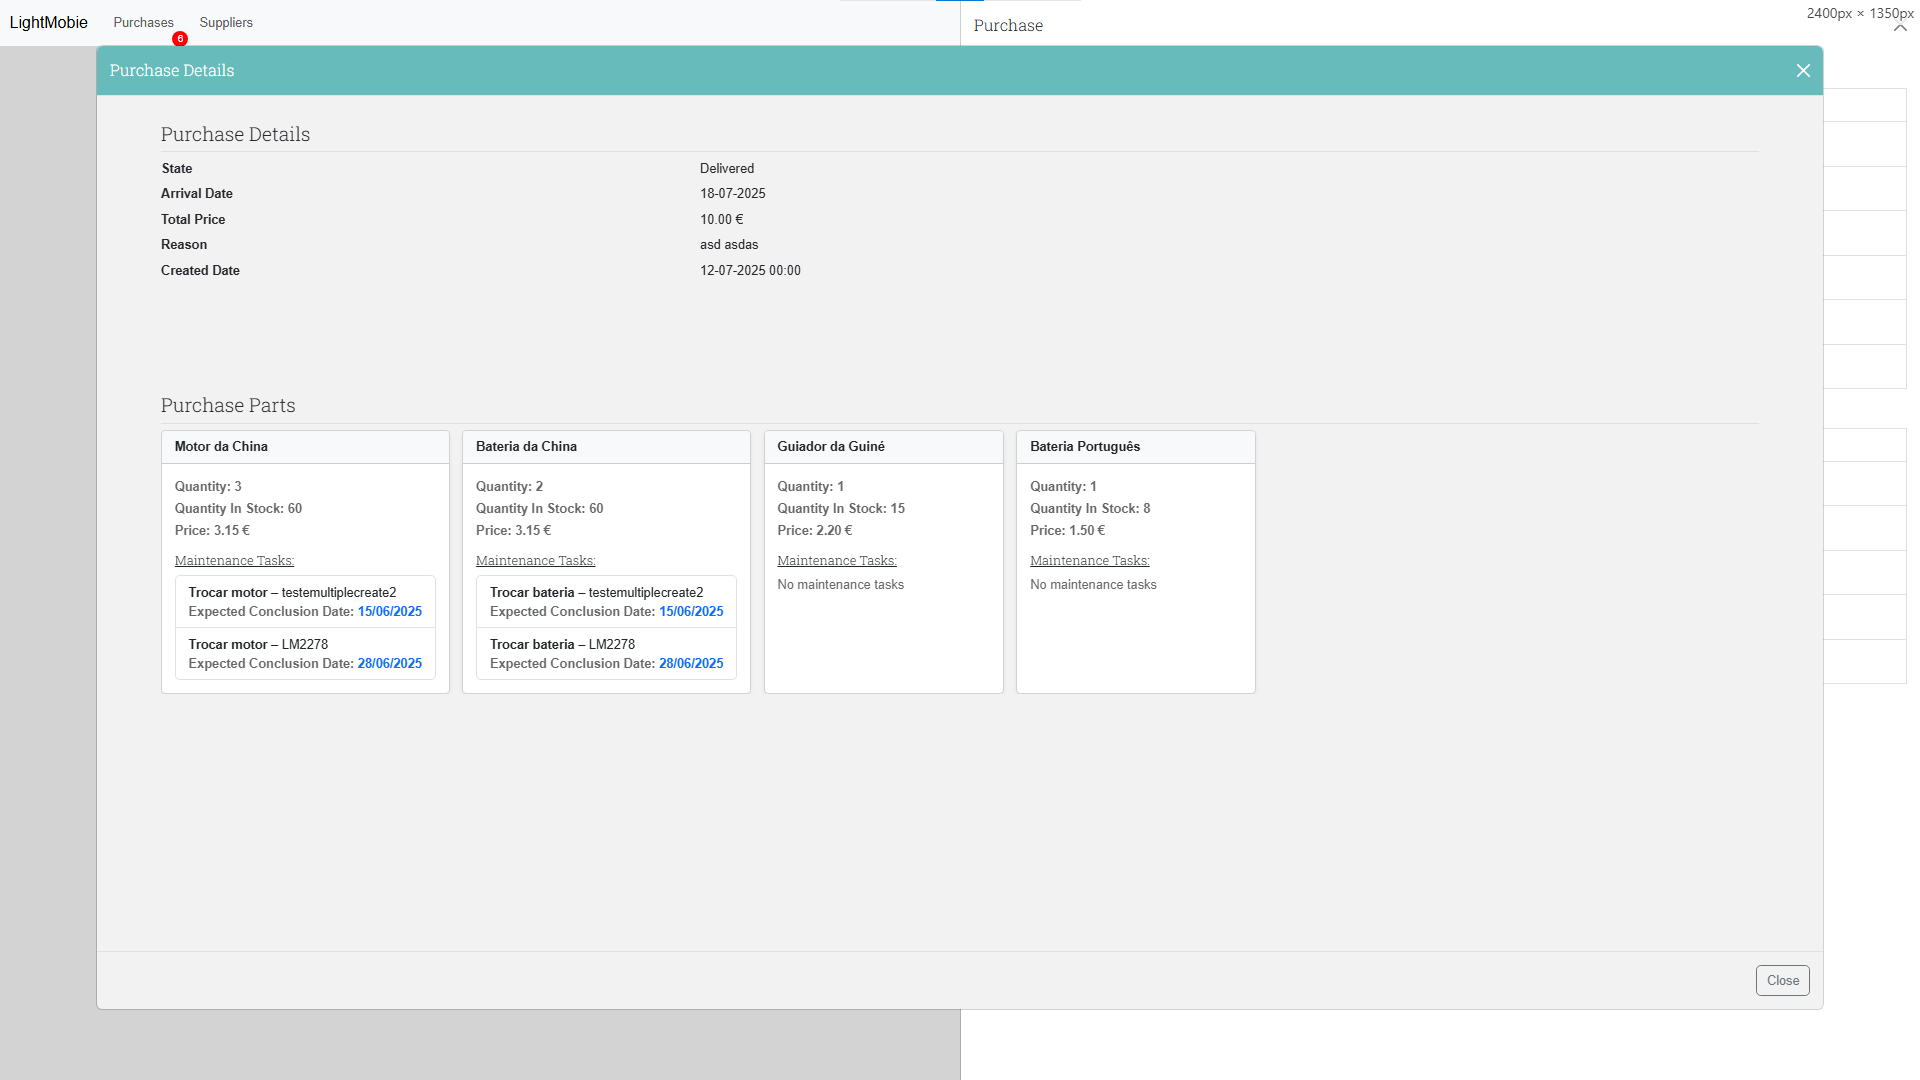 LightMobie Purchases Suppliers
6
Purchase
2400px × 1350px
Purchase Details
Purchase Details
State Delivered
Arrival Date 18-07-2025
Total Price 10.00 €
Reason asd asdas
Created Date 12-07-2025 00:00
Purchase Parts
Motor da China
Quantity: 3
Quantity In Stock: 60
Price: 3.15 €
Maintenance Tasks:
Trocar motor – testemultiplecreate2
Expected Conclusion Date: 15/06/2025
Trocar motor – LM2278
Expected Conclusion Date: 28/06/2025
Bateria da China
Quantity: 2
Quantity In Stock: 60
Price: 3.15 €
Maintenance Tasks:
Trocar bateria – testemultiplecreate2
Expected Conclusion Date: 15/06/2025
Trocar bateria – LM2278
Expected Conclusion Date: 28/06/2025
Guiador da Guiné
Quantity: 1
Quantity In Stock: 15
Price: 2.20 €
Maintenance Tasks:
No maintenance tasks
Bateria Português
Quantity: 1
Quantity In Stock: 8
Price: 1.50 €
Maintenance Tasks:
No maintenance tasks
Close